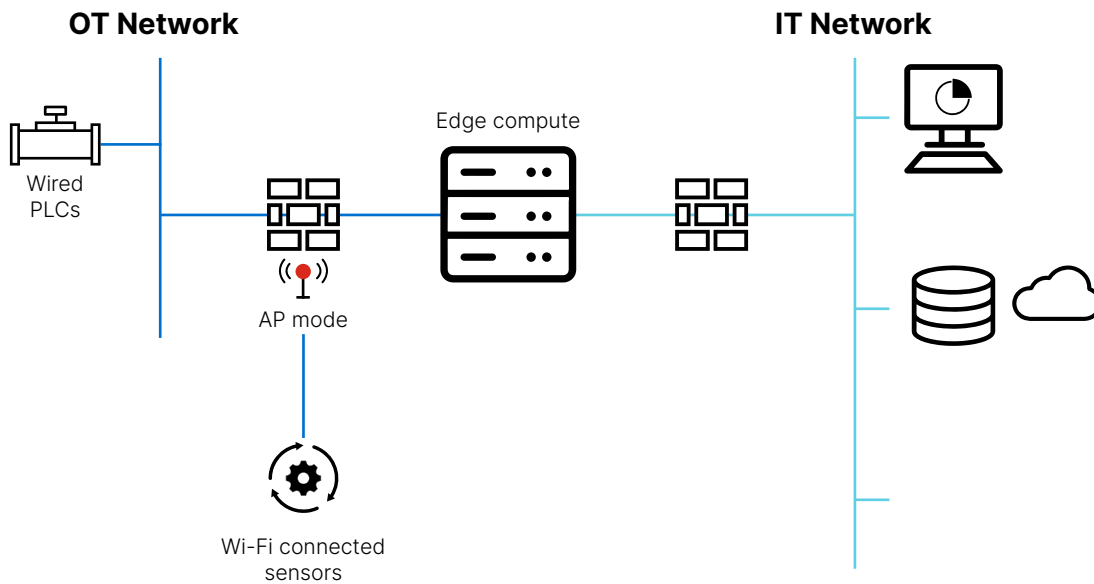 OT Network
IT Network
Edge compute
Wired
PLCs
AP mode
Wi-Fi connected
sensors